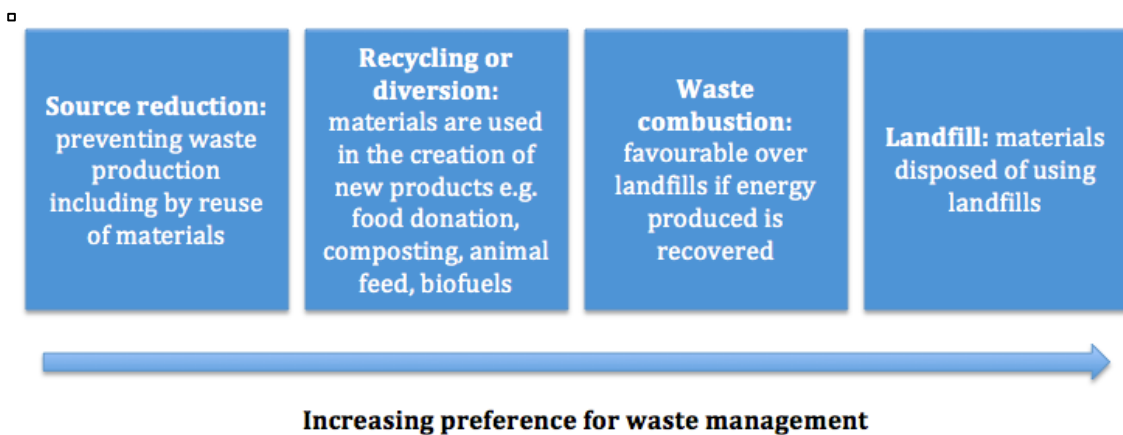 Source reduction:
preventing waste
production
including by reuse
of materials
Recycling or
diversion:
materials are used
in the creation of
new products e.g.
food donation,
composting, animal
feed, biofuels
Waste
combustion:
favourable over
landfills if energy
produced is
recovered
Landfill: materials
disposed of using
landfills
Increasing preference for waste management